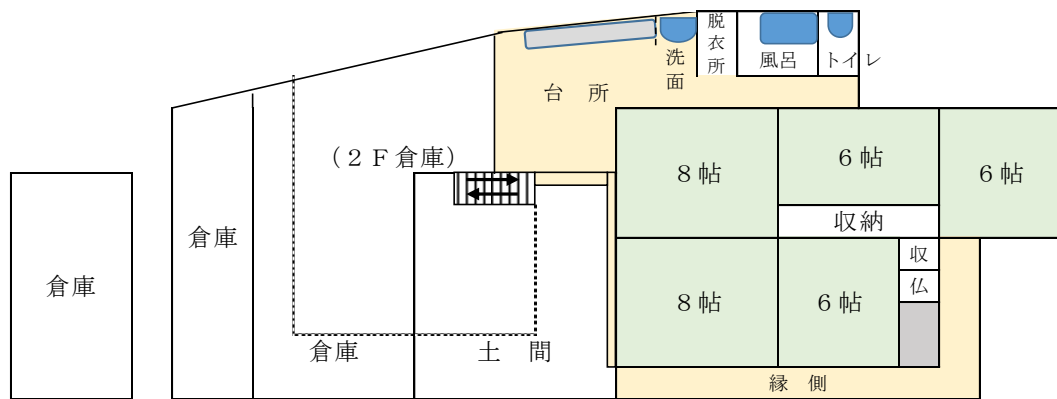 脱衣所
洗面
風呂
トイレ
台 所
(2F倉庫)
8帖
6帖
6帖
収納
倉庫
倉庫
収
仏
8帖
6帖
倉庫
土 間
縁 側